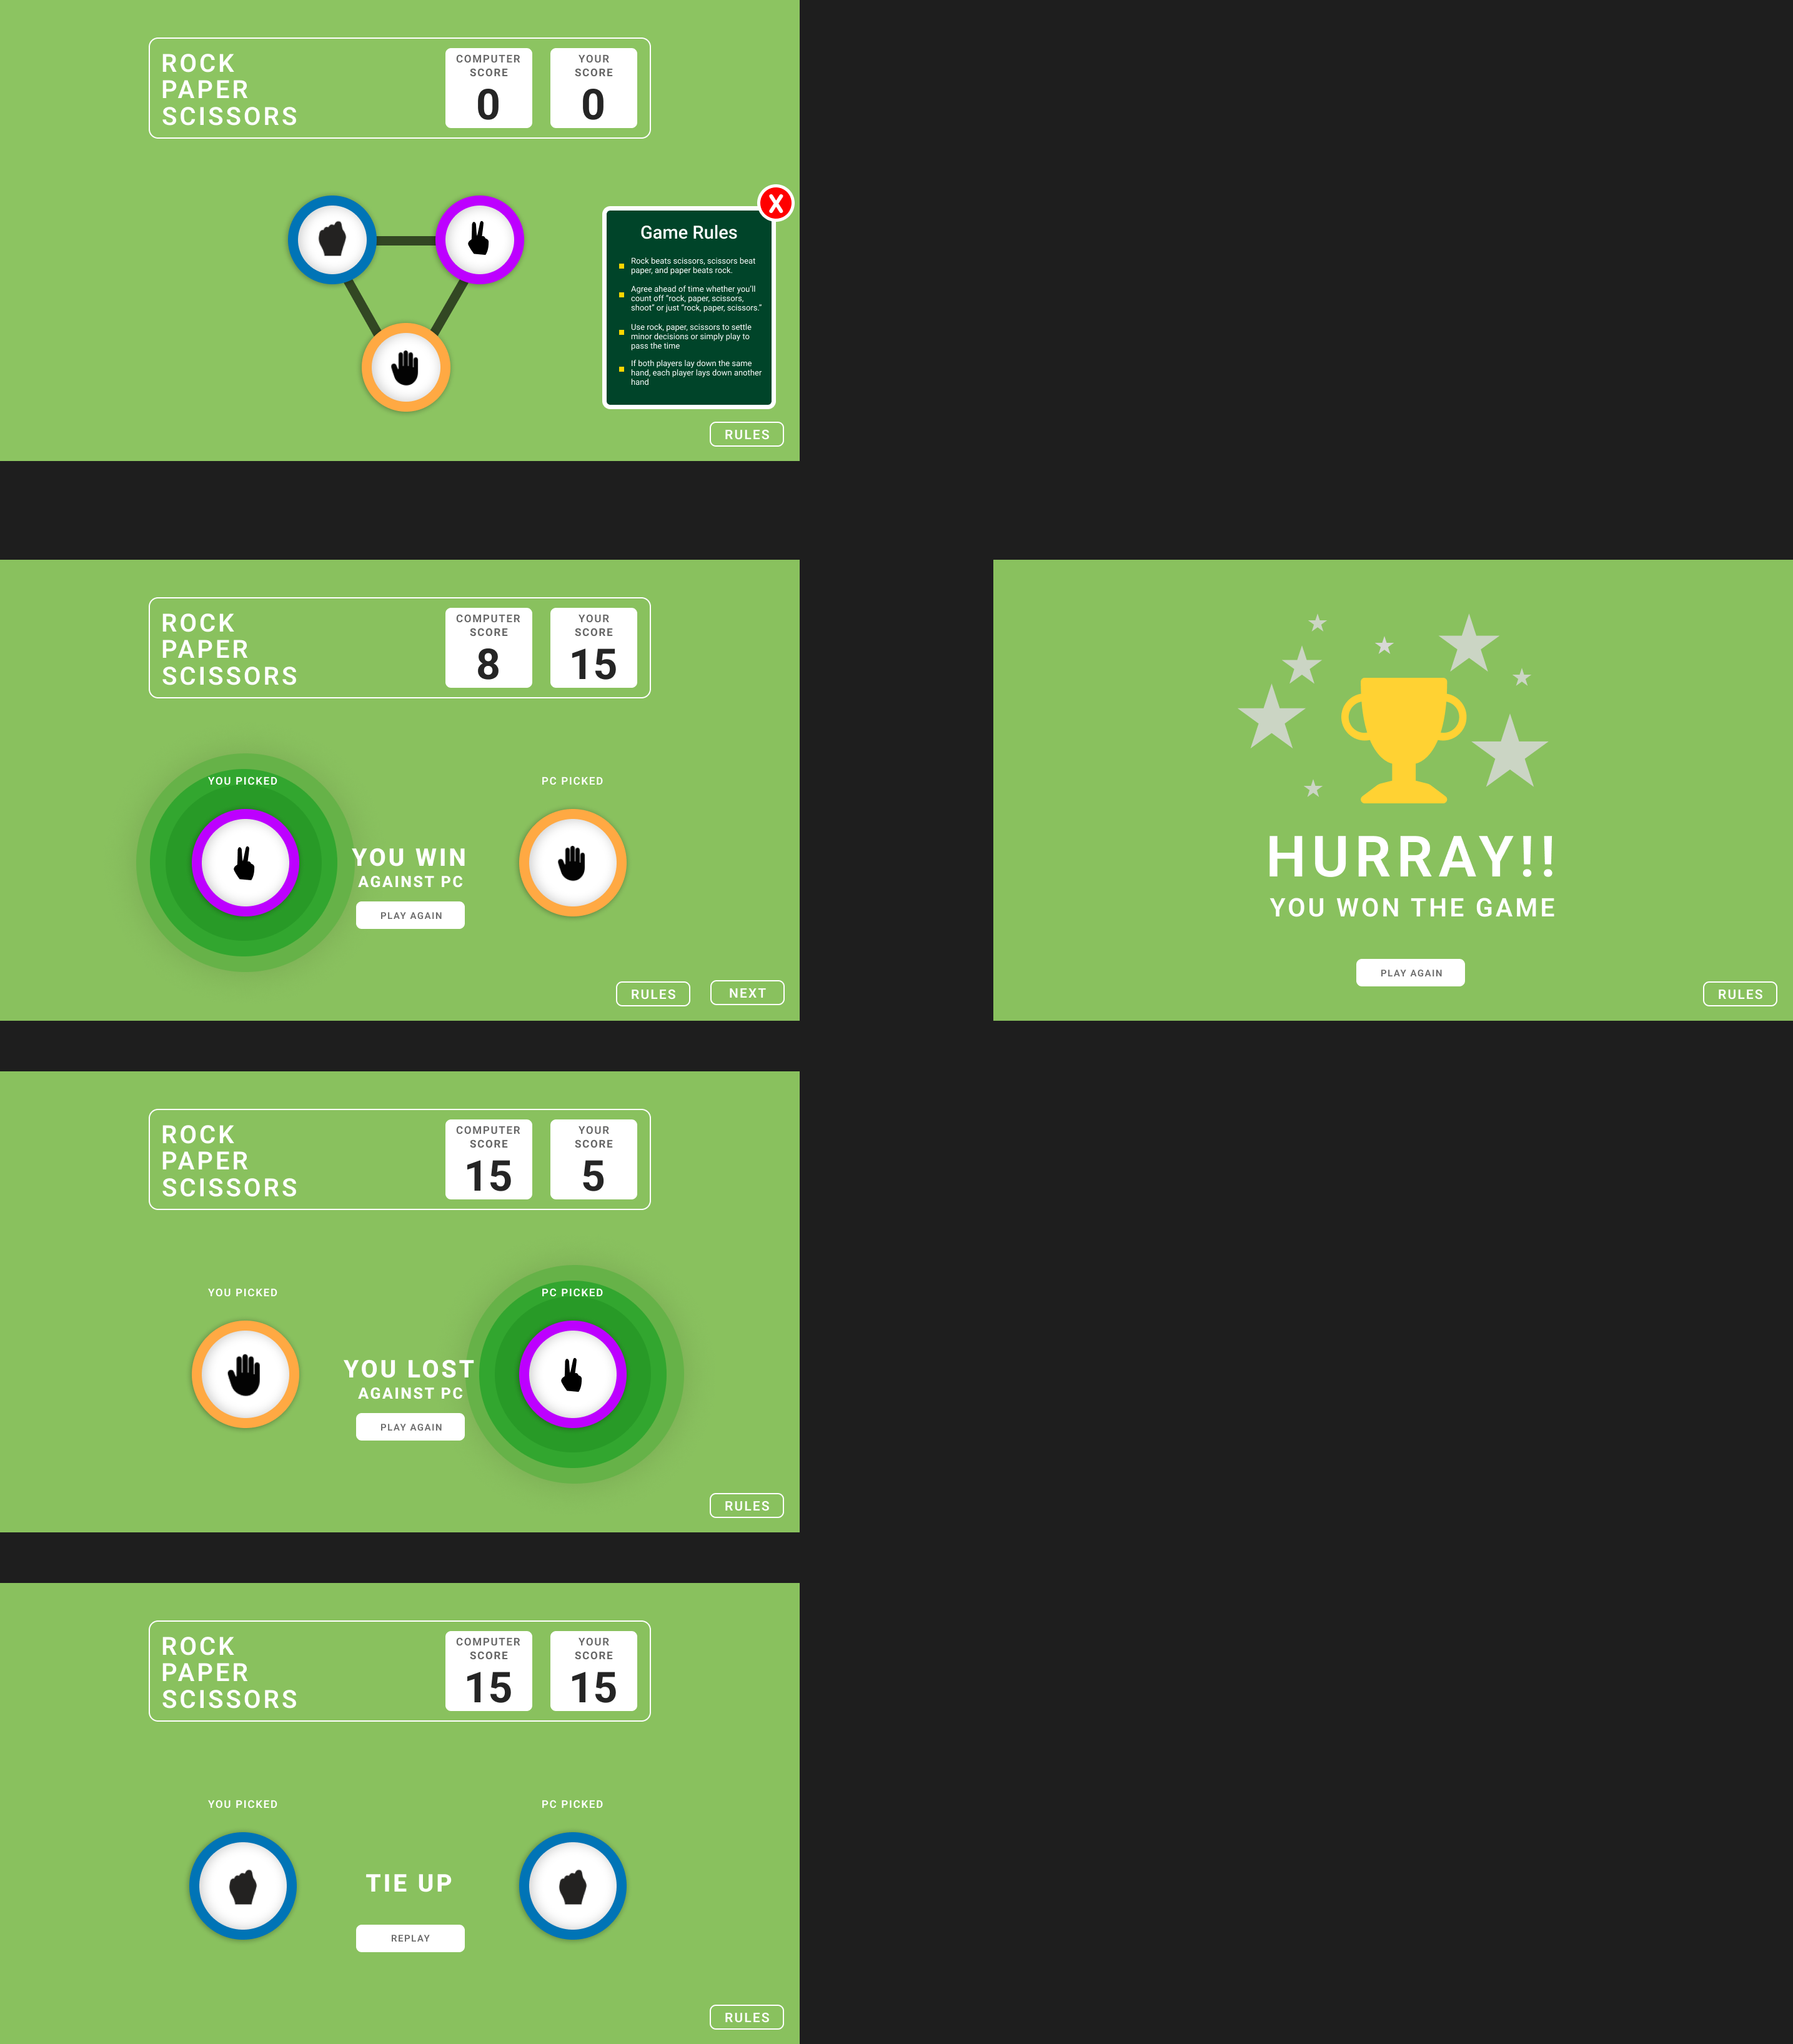 ROCK
PAPER
SCISSORS
COMPUTER
SCORE
0
YOUR
SCORE
0
X
Game Rules
Rock beats scissors, scissors beat
paper, and paper beats rock.
Agree ahead of time whether you'll
count off “rock, paper, scissors,
shoot” or just “rock, paper, scissors.”
Use rock, paper, scissors to settle
minor decisions or simply play to
pass the time
If both players lay down the same
hand, each player lays down another
hand
RULES
ROCK
PAPER
SCISSORS
COMPUTER
SCORE
8
YOUR
SCORE
15
YOU PICKED
PC PICKED
YOU WIN
AGAINST PC
PLAY AGAIN
RULES
NEXT
HURRAY!!
YOU WON THE GAME
PLAY AGAIN
RULES
ROCK
PAPER
SCISSORS
COMPUTER
SCORE
15
YOUR
SCORE
5
YOU PICKED
PC PICKED
YOU LOST
AGAINST PC
PLAY AGAIN
RULES
ROCK
PAPER
SCISSORS
COMPUTER
SCORE
15
YOUR
SCORE
15
YOU PICKED
PC PICKED
TIE UP
REPLAY
RULES